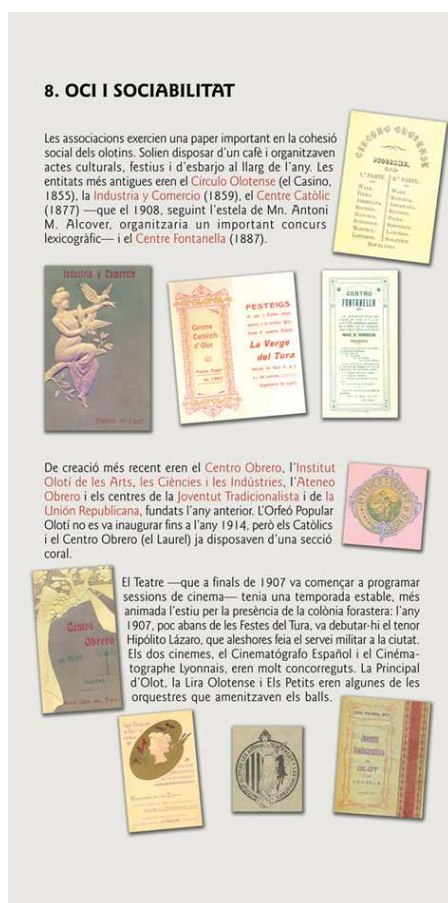 8. OCI I SOCIABILITAT
Les associacions exercien una paper important en la cohesió
social dels olotins. Solien disposar d'un cafè i organitzaven
actes culturals, festius i d'esbarjo al llarg de l'any. Les
entitats més antigues eren el Círculo Olotense (el Casino,
1855), la Industria y Comercio (1859), el Centre Catòlic
(1877) —que el 1908, seguint l'estela de Mn. Antoni
M. Alcover, organitzaria un important concurs
lexicogràfic— i el Centre Fontanella (1887).
CÍRCULO OLOTENSE
PROGRAMA
1.ª PARTE. 2.ª PARTE.
Industria y Comercio
Centre
Catòlich
d'Olot
FESTEIGS
La Verge
del Tura
CENTRO
FONTANELLA
De creació més recent eren el Centro Obrero, l'Institut
Olotí de les Arts, les Ciències i les Indústries, l'Ateneo
Obrero i els centres de la Joventut Tradicionalista i de la
Unión Republicana, fundats l'any anterior. L'Orfeó Popular
Olotí no es va inaugurar fins a l'any 1914, però els Catòlics
i el Centro Obrero (el Laurel) ja disposaven d'una secció
coral.
El Teatre —que a finals de 1907 va començar a programar
sessions de cinema— tenia una temporada estable, més
animada l'estiu per la presència de la colònia forastera: l'any
1907, poc abans de les Festes del Tura, va debutar-hi el tenor
Hipólito Lázaro, que aleshores feia el servei militar a la ciutat.
Els dos cinemes, el Cinematógrafo Español i el Cinéma-
tographe Lyonnais, eren molt concorreguts. La Principal
d'Olot, la Lira Olotense i Els Petits eren algunes de les
orquestres que amenitzaven els balls.
Centro
Obrero
OLOT